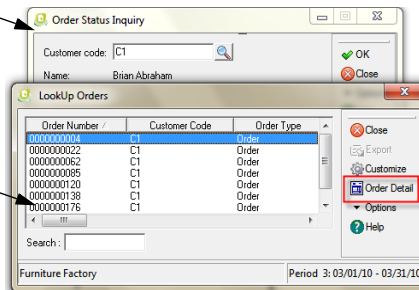 Order Status Inquiry
Customer code: C1
OK
Name: Brian Abraham
Close
LookUp Orders
Order Number / Customer Code Order Type
0000000004 C1 Order
0000000022 C1 Order
0000000062 C1 Order
0000000085 C1 Order
0000000120 C1 Order
0000000138 C1 Order
0000000176 C1 Order
Close
Export
Customize
Order Detail
Options
Help
Search :
Furniture Factory
Period 3: 03/01/10 - 03/31/10